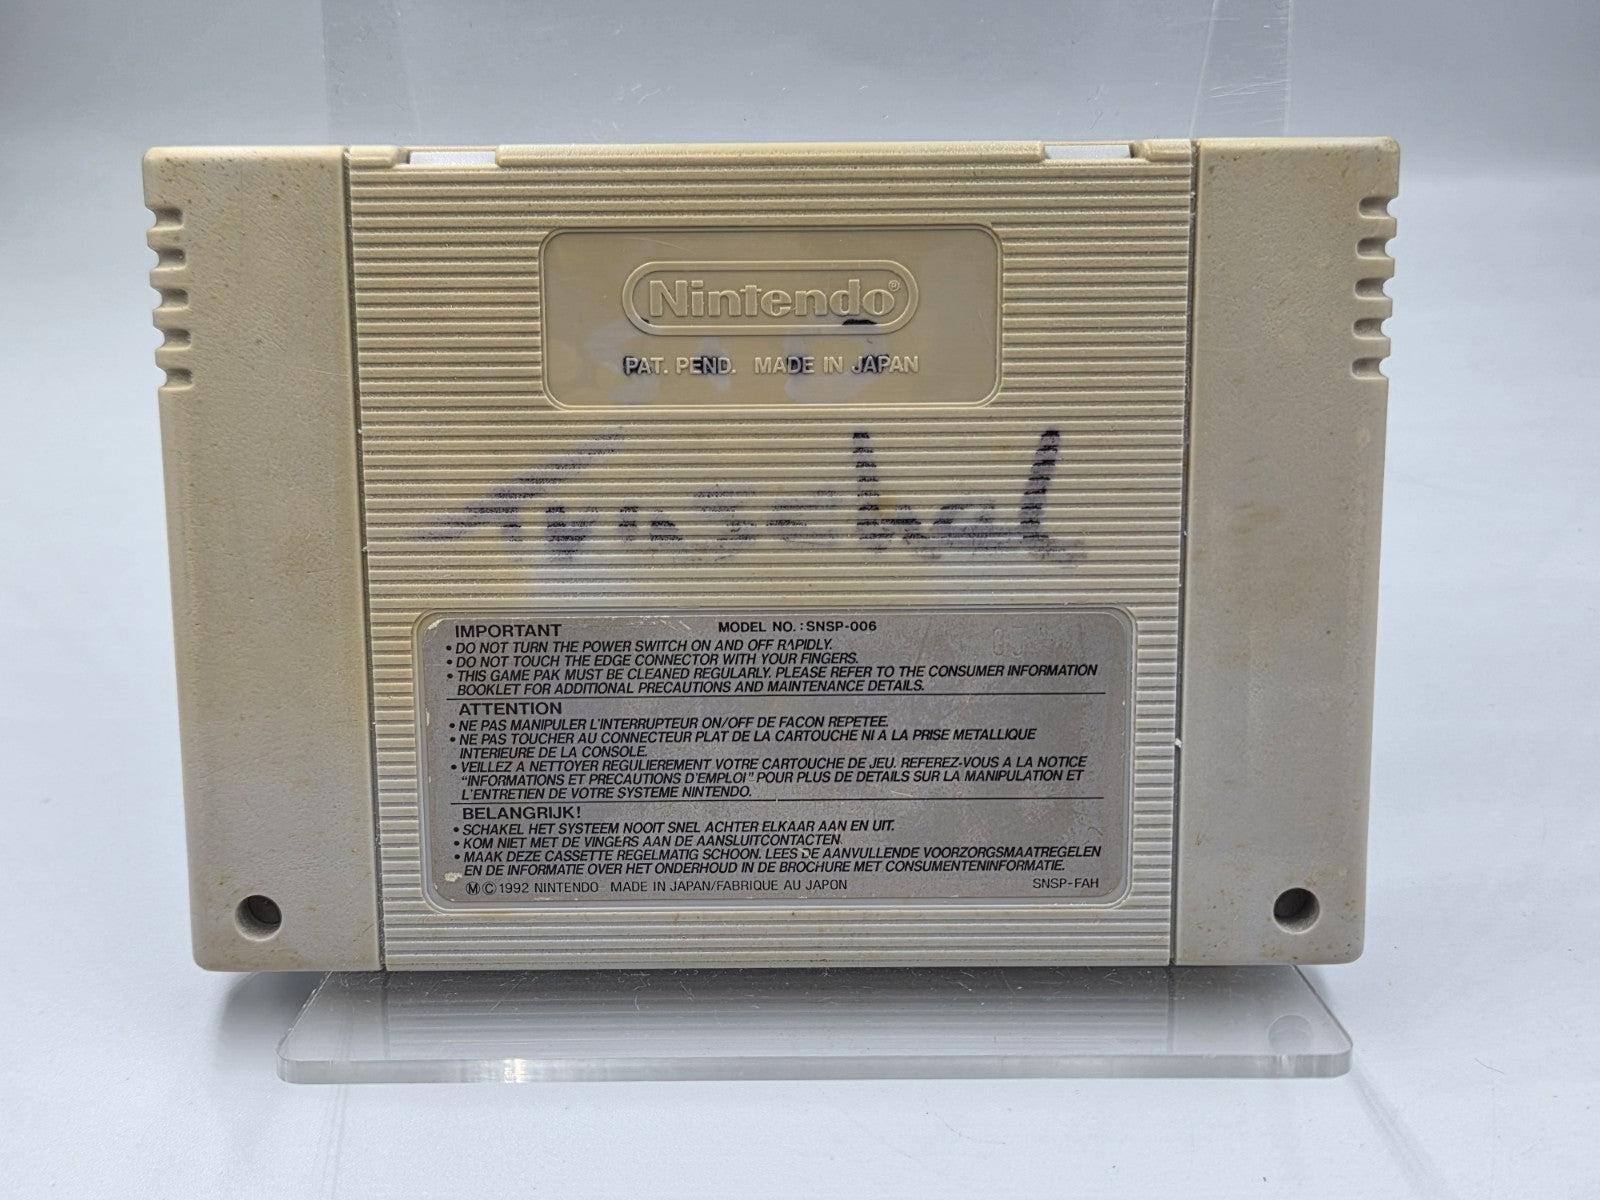 Nintendo®
PAT. PEND. MADE IN JAPAN
IMPORTANT MODEL NO.: SNSP-006
• DO NOT TURN THE POWER SWITCH ON AND OFF RAPIDLY.
• DO NOT TOUCH THE EDGE CONNECTOR WITH YOUR FINGERS.
• THIS GAME PAK MUST BE CLEANED REGULARLY. PLEASE REFER TO THE CONSUMER INFORMATION
BOOKLET FOR ADDITIONAL PRECAUTIONS AND MAINTENANCE DETAILS.
ATTENTION
• NE PAS MANIPULER L'INTERRUPTEUR ON/OFF DE FACON REPETEE.
• NE PAS TOUCHER AU CONNECTEUR PLAT DE LA CARTOUCHE NI A LA PRISE METALLIQUE
INTERIEURE DE LA CONSOLE.
• VEILLEZ A NETTOYER REGULIEREMENT VOTRE CARTOUCHE DE JEU. REFEREZ-VOUS A LA NOTICE
"INFORMATIONS ET PRECAUTIONS D'EMPLOI" POUR PLUS DE DETAILS SUR LA MANIPULATION ET
L'ENTRETIEN DE VOTRE SYSTEME NINTENDO.
BELANGRIJK!
• SCHAKEL HET SYSTEEM NOOIT SNEL ACHTER ELKAAR AAN EN UIT.
• KOM NIET MET DE VINGERS AAN DE AANSLUITCONTACTEN.
• MAAK DEZE CASSETTE REGELMATIG SCHOON. LEES DE AANVULLENDE VOORZORGSMAATREGELEN
EN DE INFORMATIE OVER HET ONDERHOUD IN DE BROCHURE MET CONSUMENTENINFORMATIE.
Ⓜ © 1992 NINTENDO MADE IN JAPAN/FABRIQUE AU JAPON SNSP-FAH